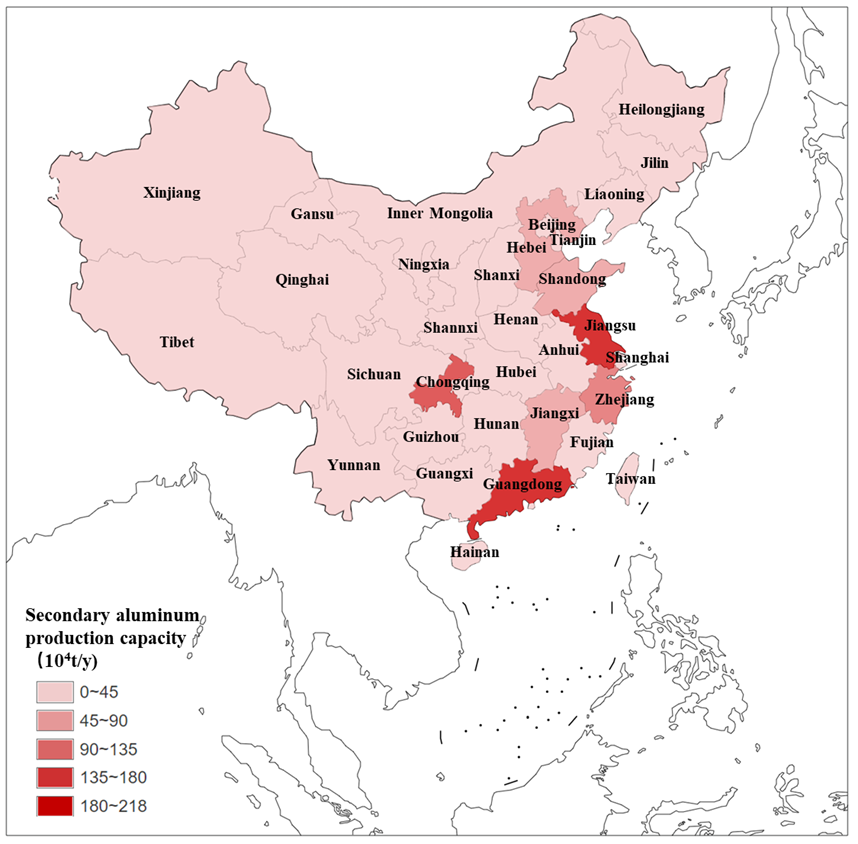 Heilongjiang
Jilin
Xinjiang
Liaoning
Gansu
Inner Mongolia
Beijing
Tianjin
Hebei
Ningxia
Shanxi
Shandong
Qinghai
Henan
Jiangsu
Shannxi
Tibet
Anhui
Shanghai
Sichuan
Chongqing
Hubei
Zhejiang
Jiangxi
Hunan
Guizhou
Fujian
Yunnan
Guangxi
Guangdong
Taiwan
Hainan
Secondary aluminum
production capacity
(10⁴t/y)
0~45
45~90
90~135
135~180
180~218